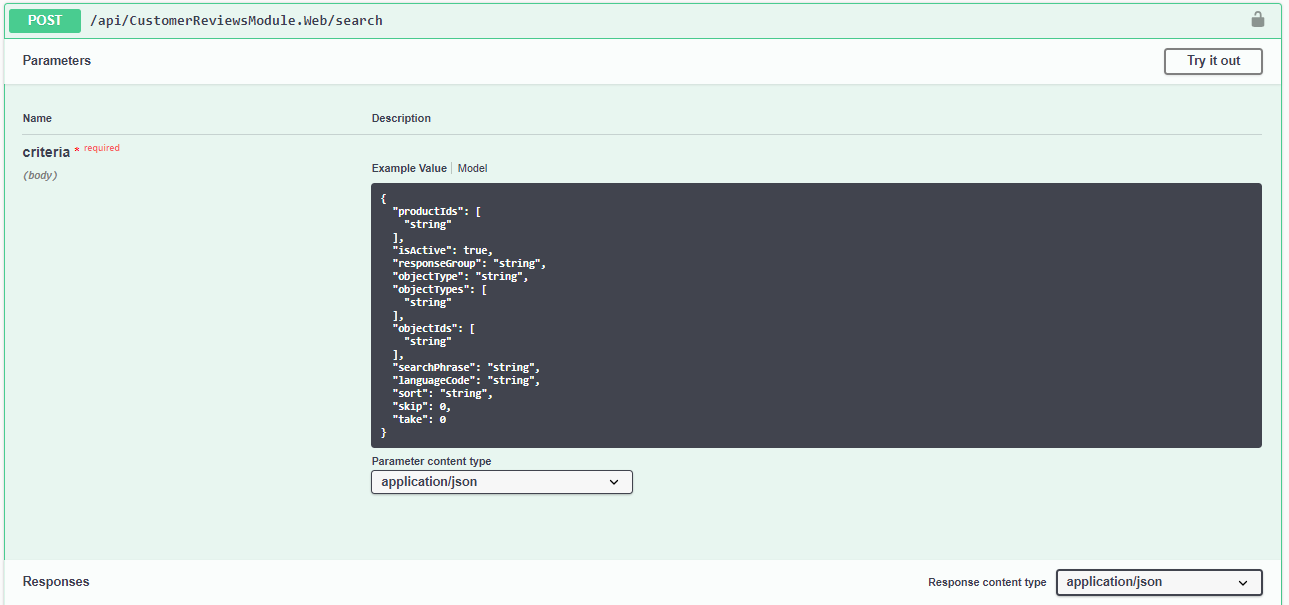 POST /api/CustomerReviewsModule.Web/search
Parameters Try it out
Name Description
criteria * required
(body)
Example Value Model
{
  "productIds": [
    "string"
  ],
  "isActive": true,
  "responseGroup": "string",
  "objectType": "string",
  "objectTypes": [
    "string"
  ],
  "objectIds": [
    "string"
  ],
  "searchPhrase": "string",
  "languageCode": "string",
  "sort": "string",
  "skip": 0,
  "take": 0
}
Parameter content type
application/json
Responses Response content type application/json